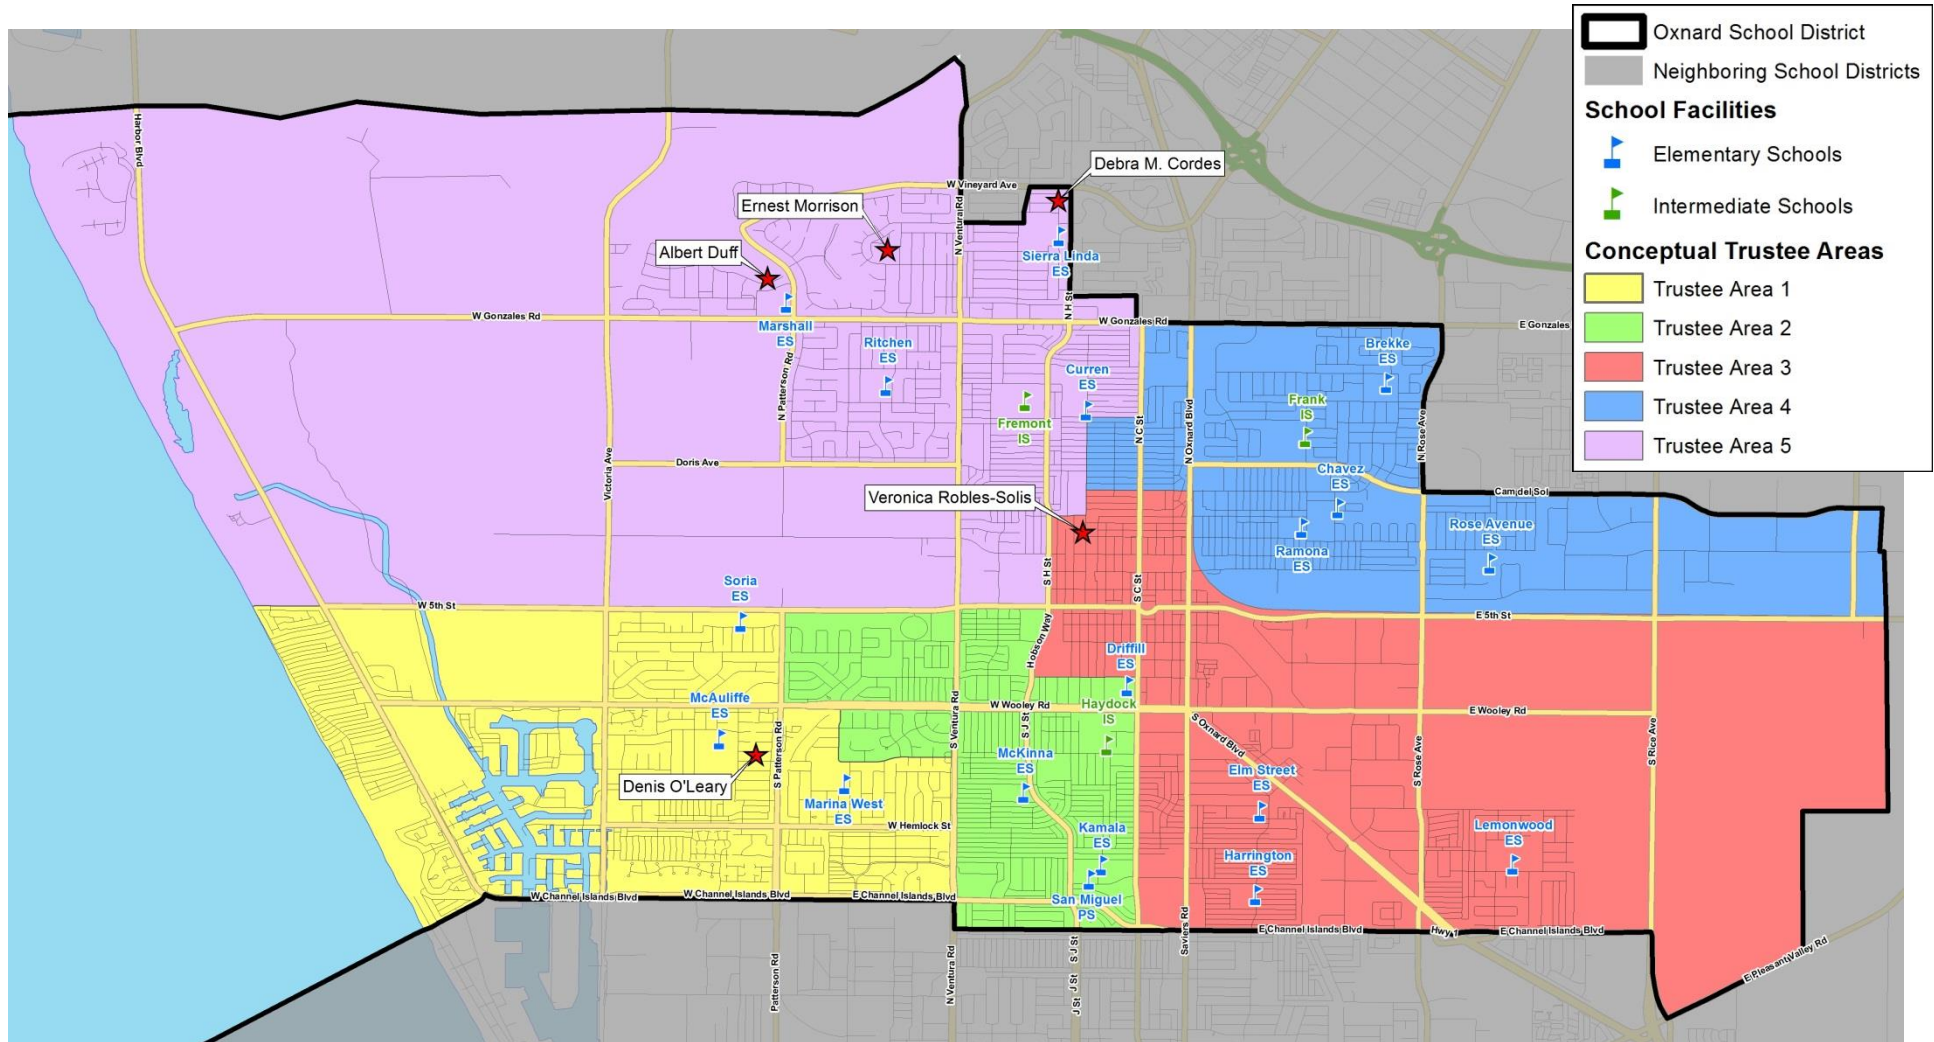 Oxnard School District
Neighboring School Districts
School Facilities
Elementary Schools
Intermediate Schools
Conceptual Trustee Areas
Trustee Area 1
Trustee Area 2
Trustee Area 3
Trustee Area 4
Trustee Area 5
Harbor Blvd
Debra M. Cordes
W Vineyard Ave
Ernest Morrison
N Ventura Rd
Albert Duff
Sierra Linda
ES
N H St
W Gonzales Rd
W Gonzales Rd
E Gonzales
Marshall
ES
Ritchen
ES
Brekke
ES
Curren
ES
N Patterson Rd
Frank
IS
Fremont
IS
N C St
N Oxnard Blvd
N Rose Ave
Victoria Ave
Doris Ave
Chavez
ES
Cam del Sol
Veronica Robles-Solis
Rose Avenue
ES
Ramona
ES
S H St
S C St
Soria
ES
W 5th St
E 5th St
Hobson Way
Driffill
ES
McAuliffe
ES
S Ventura Rd
W Wooley Rd
Haydock
IS
E Wooley Rd
S J St
S Oxnard Blvd
S Patterson Rd
S Rose Ave
S Rice Ave
McKinna
ES
Denis O'Leary
Elm Street
ES
Marina West
ES
W Hemlock St
Kamala
ES
Lemonwood
ES
Harrington
ES
W Channel Islands Blvd
W Channel Islands Blvd
E Channel Islands Blvd
San Miguel
PS
Saviers Rd
E Channel Islands Blvd
Hwy 1
E Channel Islands Blvd
E Pleasant Valley Rd
Patterson Rd
N Ventura Rd
S J St
S J St
J St
J St